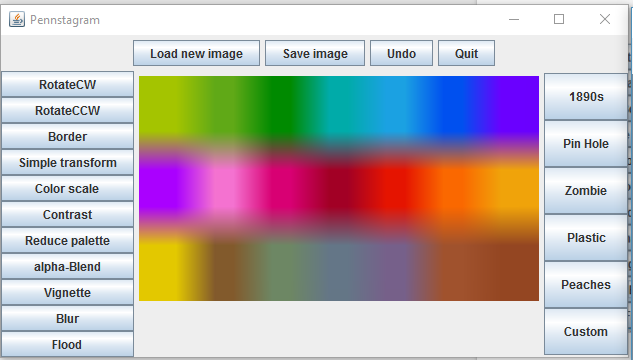 Pennstagram
Load new image Save image Undo Quit
RotateCW
RotateCCW
Border
Simple transform
Color scale
Contrast
Reduce palette
alpha-Blend
Vignette
Blur
Flood
1890s
Pin Hole
Zombie
Plastic
Peaches
Custom